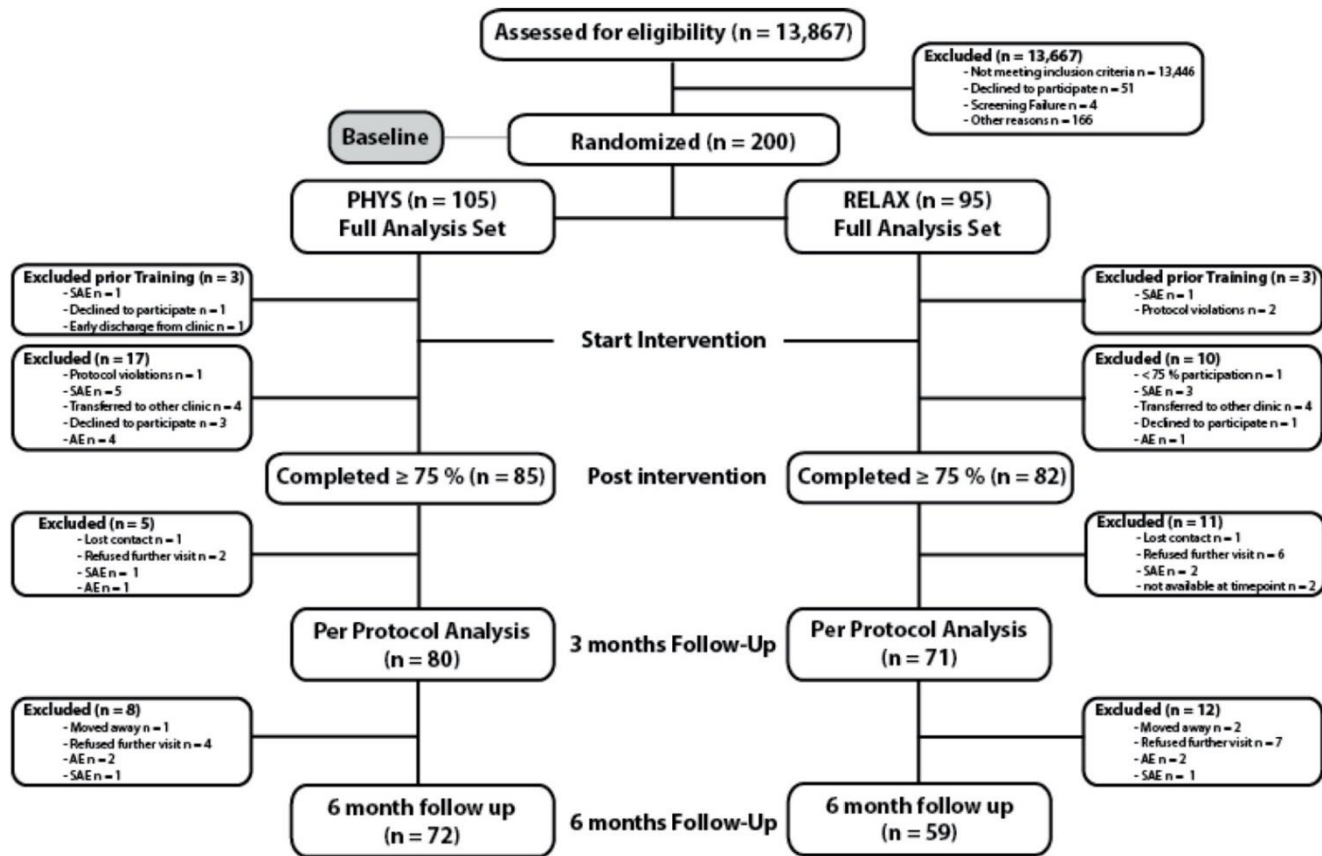 Assessed for eligibility (n = 13,867)
Excluded (n = 13,667)
- Not meeting inclusion criteria n = 13,446
- Declined to participate n = 51
- Screening Failure n = 4
- Other reasons n = 166
Baseline
Randomized (n = 200)
PHYS (n = 105)
Full Analysis Set
RELAX (n = 95)
Full Analysis Set
Excluded prior Training (n = 3)
- SAE n = 1
- Declined to participate n = 1
- Early discharge from clinic n = 1
Excluded prior Training (n = 3)
- SAE n = 1
- Protocol violations n = 2
Start Intervention
Excluded (n = 17)
- Protocol violations n = 1
- SAE n = 5
- Transferred to other clinic n = 4
- Declined to participate n = 3
- AE n = 4
Excluded (n = 10)
- < 75 % participation n = 1
- SAE n = 3
- Transferred to other clinic n = 4
- Declined to participate n = 1
- AE n = 1
Completed ≥ 75 % (n = 85)
Post intervention
Completed ≥ 75 % (n = 82)
Excluded (n = 5)
- Lost contact n = 1
- Refused further visit n = 2
- SAE n = 1
- AE n = 1
Excluded (n = 11)
- Lost contact n = 1
- Refused further visit n = 6
- SAE n = 2
- not available at timepoint n = 2
Per Protocol Analysis
(n = 80)
3 months Follow-Up
Per Protocol Analysis
(n = 71)
Excluded (n = 8)
- Moved away n = 1
- Refused further visit n = 4
- AE n = 2
- SAE n = 1
Excluded (n = 12)
- Moved away n = 2
- Refused further visit n = 7
- AE n = 2
- SAE n = 1
6 month follow up
(n = 72)
6 months Follow-Up
6 month follow up
(n = 59)